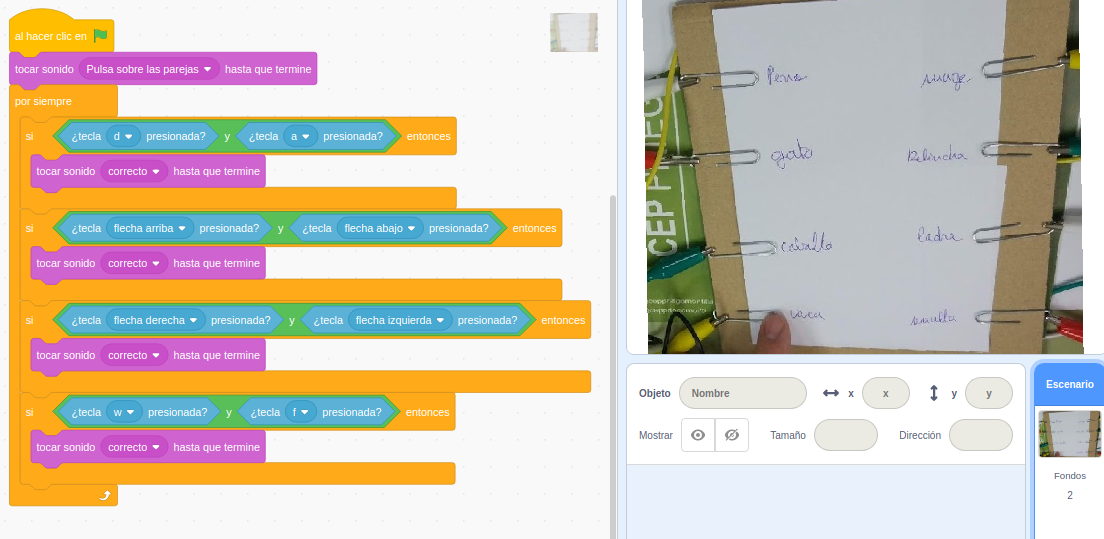 al hacer clic en
tocar sonido Pulsa sobre las parejas hasta que termine
por siempre
si ¿tecla d presionada? y ¿tecla a presionada? entonces
tocar sonido correcto hasta que termine
si ¿tecla flecha arriba presionada? y ¿tecla flecha abajo presionada? entonces
tocar sonido correcto hasta que termine
si ¿tecla flecha derecha presionada? y ¿tecla flecha izquierda presionada? entonces
tocar sonido correcto hasta que termine
si ¿tecla w presionada? y ¿tecla f presionada? entonces
tocar sonido correcto hasta que termine
Perro muge
gato Relincha
caballo Ladra
vaca maulla
CEP
Objeto Nombre x x y y
Mostrar Tamaño Dirección
Escenario
Fondos
2